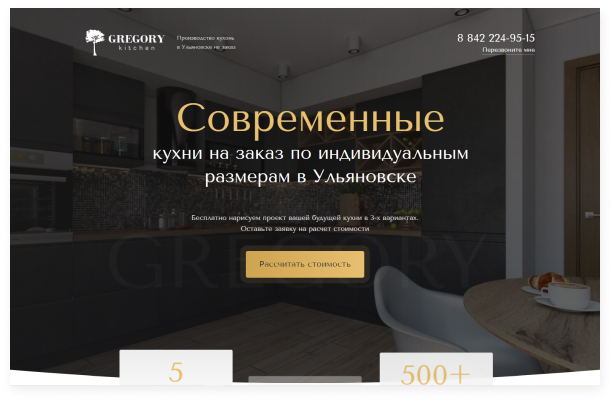 GREGORY
kitchen
Производство кухонь
в Ульяновске на заказ
8 842 224-95-15
Перезвоните мне
Современные
кухни на заказ по индивидуальным
размерам в Ульяновске
Бесплатно нарисуем проект вашей будущей кухни в 3-х вариантах.
Оставьте заявку на расчет стоимости
GREGORY
Рассчитать стоимость
5
500+